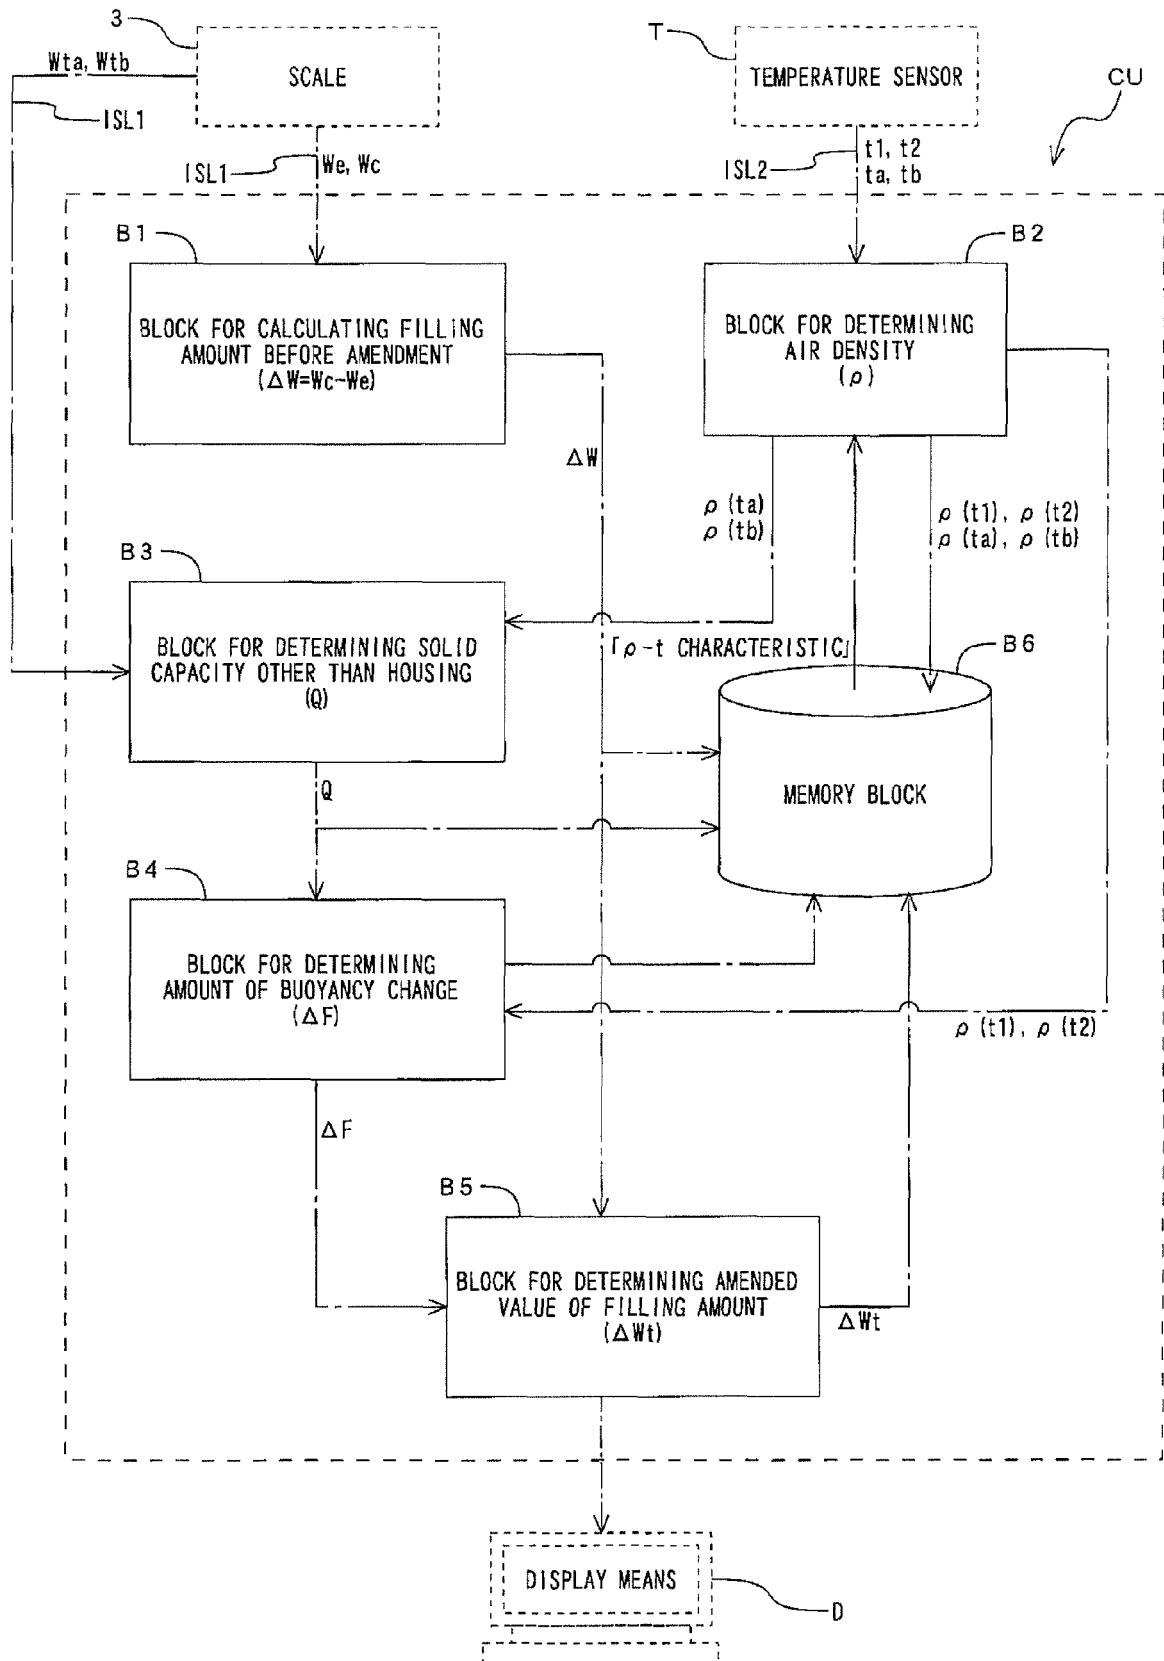 3
SCALE
Wta, Wtb
ISL1
ISL1
We, Wc
T
TEMPERATURE SENSOR
ISL2
t1, t2
ta, tb
CU
B1
BLOCK FOR CALCULATING FILLING
AMOUNT BEFORE AMENDMENT
(ΔW=Wc-We)
B2
BLOCK FOR DETERMINING
AIR DENSITY
(ρ)
ΔW
ρ (ta)
ρ (tb)
ρ (t1), ρ (t2)
ρ (ta), ρ (tb)
B3
BLOCK FOR DETERMINING SOLID
CAPACITY OTHER THAN HOUSING
(Q)
「ρ-t CHARACTERISTIC」
B6
MEMORY BLOCK
Q
B4
BLOCK FOR DETERMINING
AMOUNT OF BUOYANCY CHANGE
(ΔF)
ρ (t1), ρ (t2)
ΔF
B5
BLOCK FOR DETERMINING AMENDED
VALUE OF FILLING AMOUNT
(ΔWt)
ΔWt
DISPLAY MEANS
D